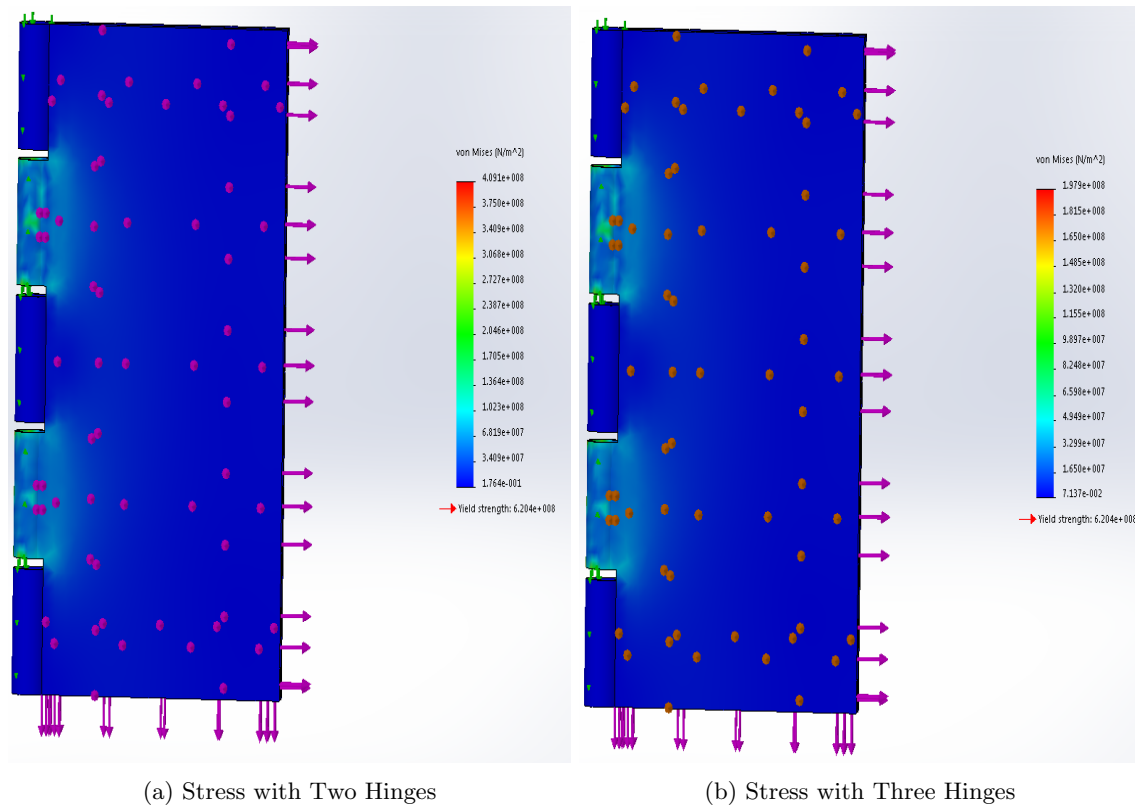 von Mises (N/m^2)
4.091e+008
3.750e+008
3.409e+008
3.068e+008
2.727e+008
2.387e+008
2.046e+008
1.705e+008
1.364e+008
1.023e+008
6.819e+007
3.409e+007
1.764e-001
Yield strength: 6.204e+008
von Mises (N/m^2)
1.979e+008
1.815e+008
1.650e+008
1.485e+008
1.320e+008
1.155e+008
9.897e+007
8.248e+007
6.598e+007
4.949e+007
3.299e+007
1.650e+007
7.137e-002
Yield strength: 6.204e+008
(a) Stress with Two Hinges
(b) Stress with Three Hinges